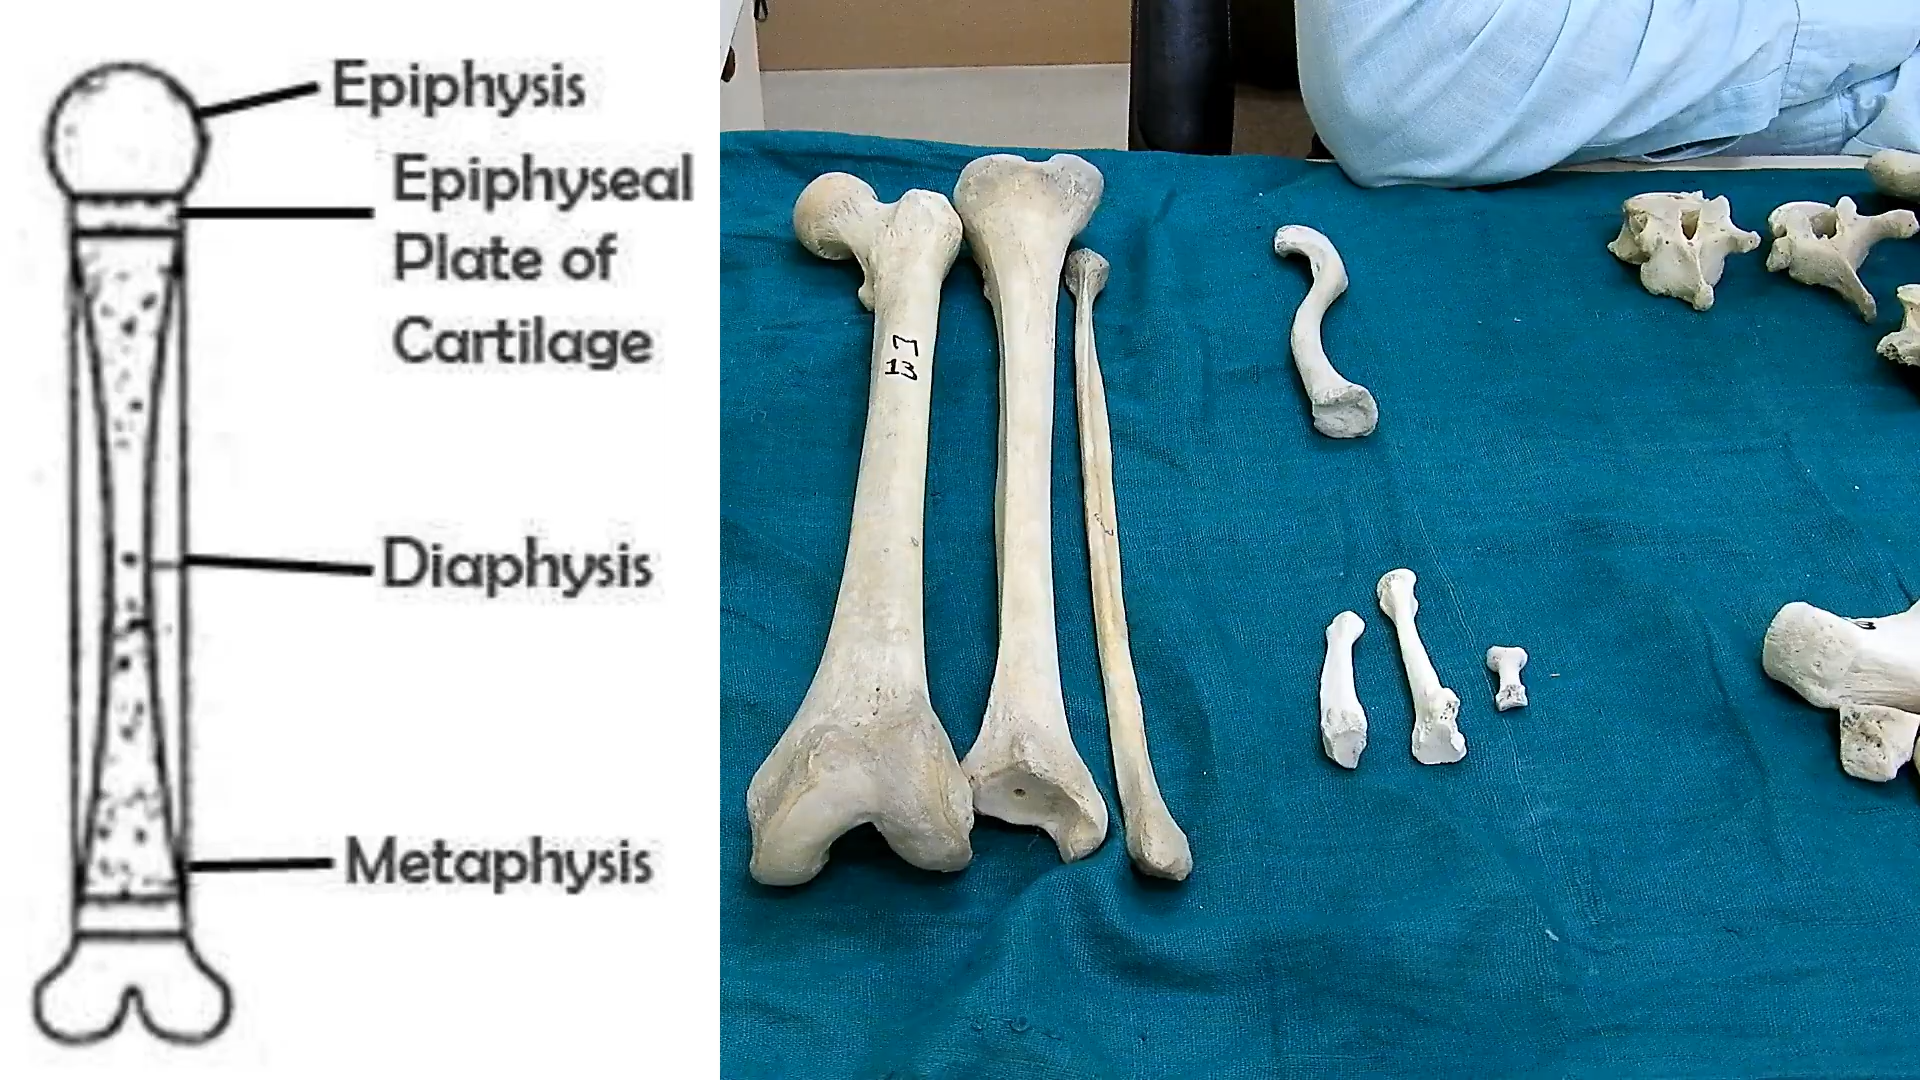 Epiphysis
Epiphyseal
Plate of
Cartilage
Diaphysis
Metaphysis